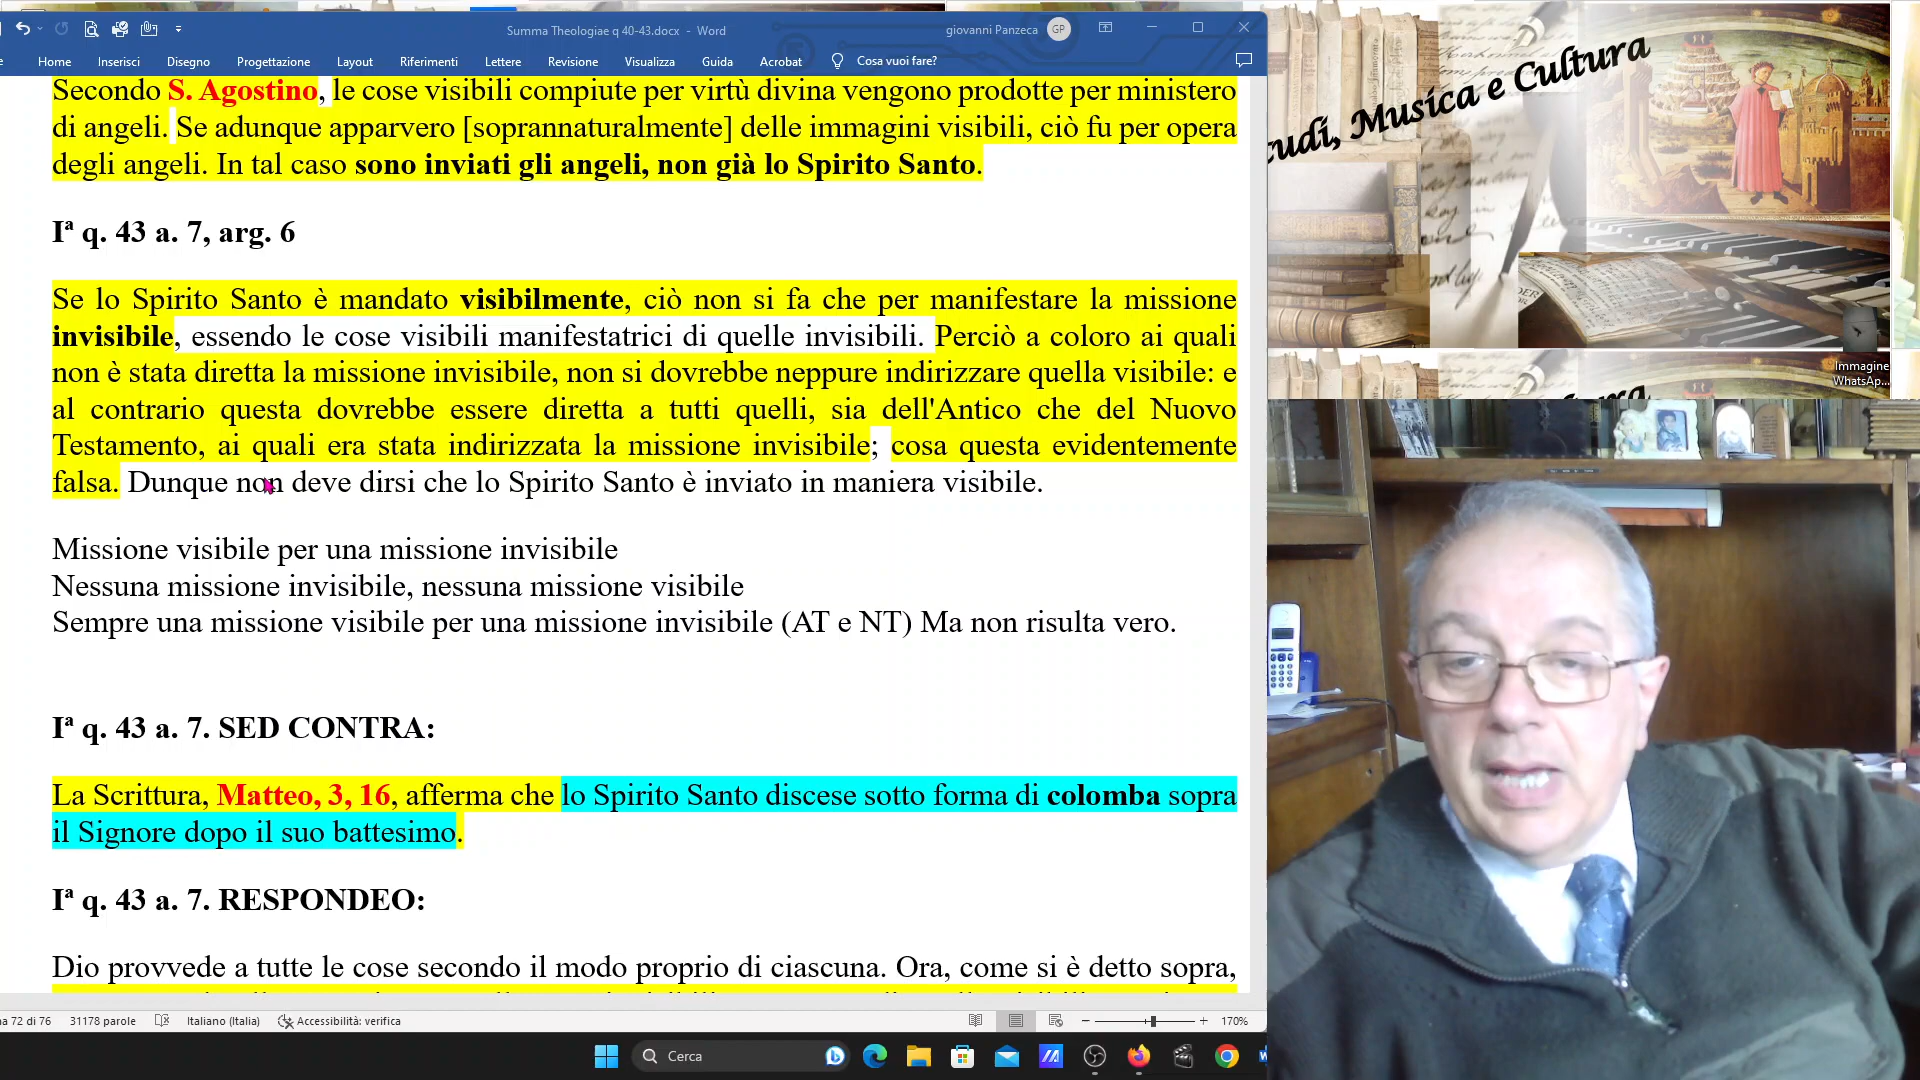 Summa Theologiae q 40-43.docx - Word
giovanni Panzeca
GP
Home
Inserisci
Disegno
Progettazione
Layout
Riferimenti
Lettere
Revisione
Visualizza
Guida
Acrobat
Cosa vuoi fare?
Secondo S. Agostino, le cose visibili compiute per virtù divina vengono prodotte per ministero
di angeli. Se adunque apparvero [soprannaturalmente] delle immagini visibili, ciò fu per opera
degli angeli. In tal caso sono inviati gli angeli, non già lo Spirito Santo.
Iª q. 43 a. 7, arg. 6
Se lo Spirito Santo è mandato visibilmente, ciò non si fa che per manifestare la missione
invisibile, essendo le cose visibili manifestatrici di quelle invisibili. Perciò a coloro ai quali
non è stata diretta la missione invisibile, non si dovrebbe neppure indirizzare quella visibile: e
al contrario questa dovrebbe essere diretta a tutti quelli, sia dell'Antico che del Nuovo
Testamento, ai quali era stata indirizzata la missione invisibile; cosa questa evidentemente
falsa. Dunque non deve dirsi che lo Spirito Santo è inviato in maniera visibile.
Missione visibile per una missione invisibile
Nessuna missione invisibile, nessuna missione visibile
Sempre una missione visibile per una missione invisibile (AT e NT) Ma non risulta vero.
Iª q. 43 a. 7. SED CONTRA:
La Scrittura, Matteo, 3, 16, afferma che lo Spirito Santo discese sotto forma di colomba sopra
il Signore dopo il suo battesimo.
Iª q. 43 a. 7. RESPONDEO:
Dio provvede a tutte le cose secondo il modo proprio di ciascuna. Ora, come si è detto sopra,
72 di 76
31178 parole
Italiano (Italia)
Accessibilità: verifica
170%
Cerca
Musica e Cultura
Immagine
WhatsAp...